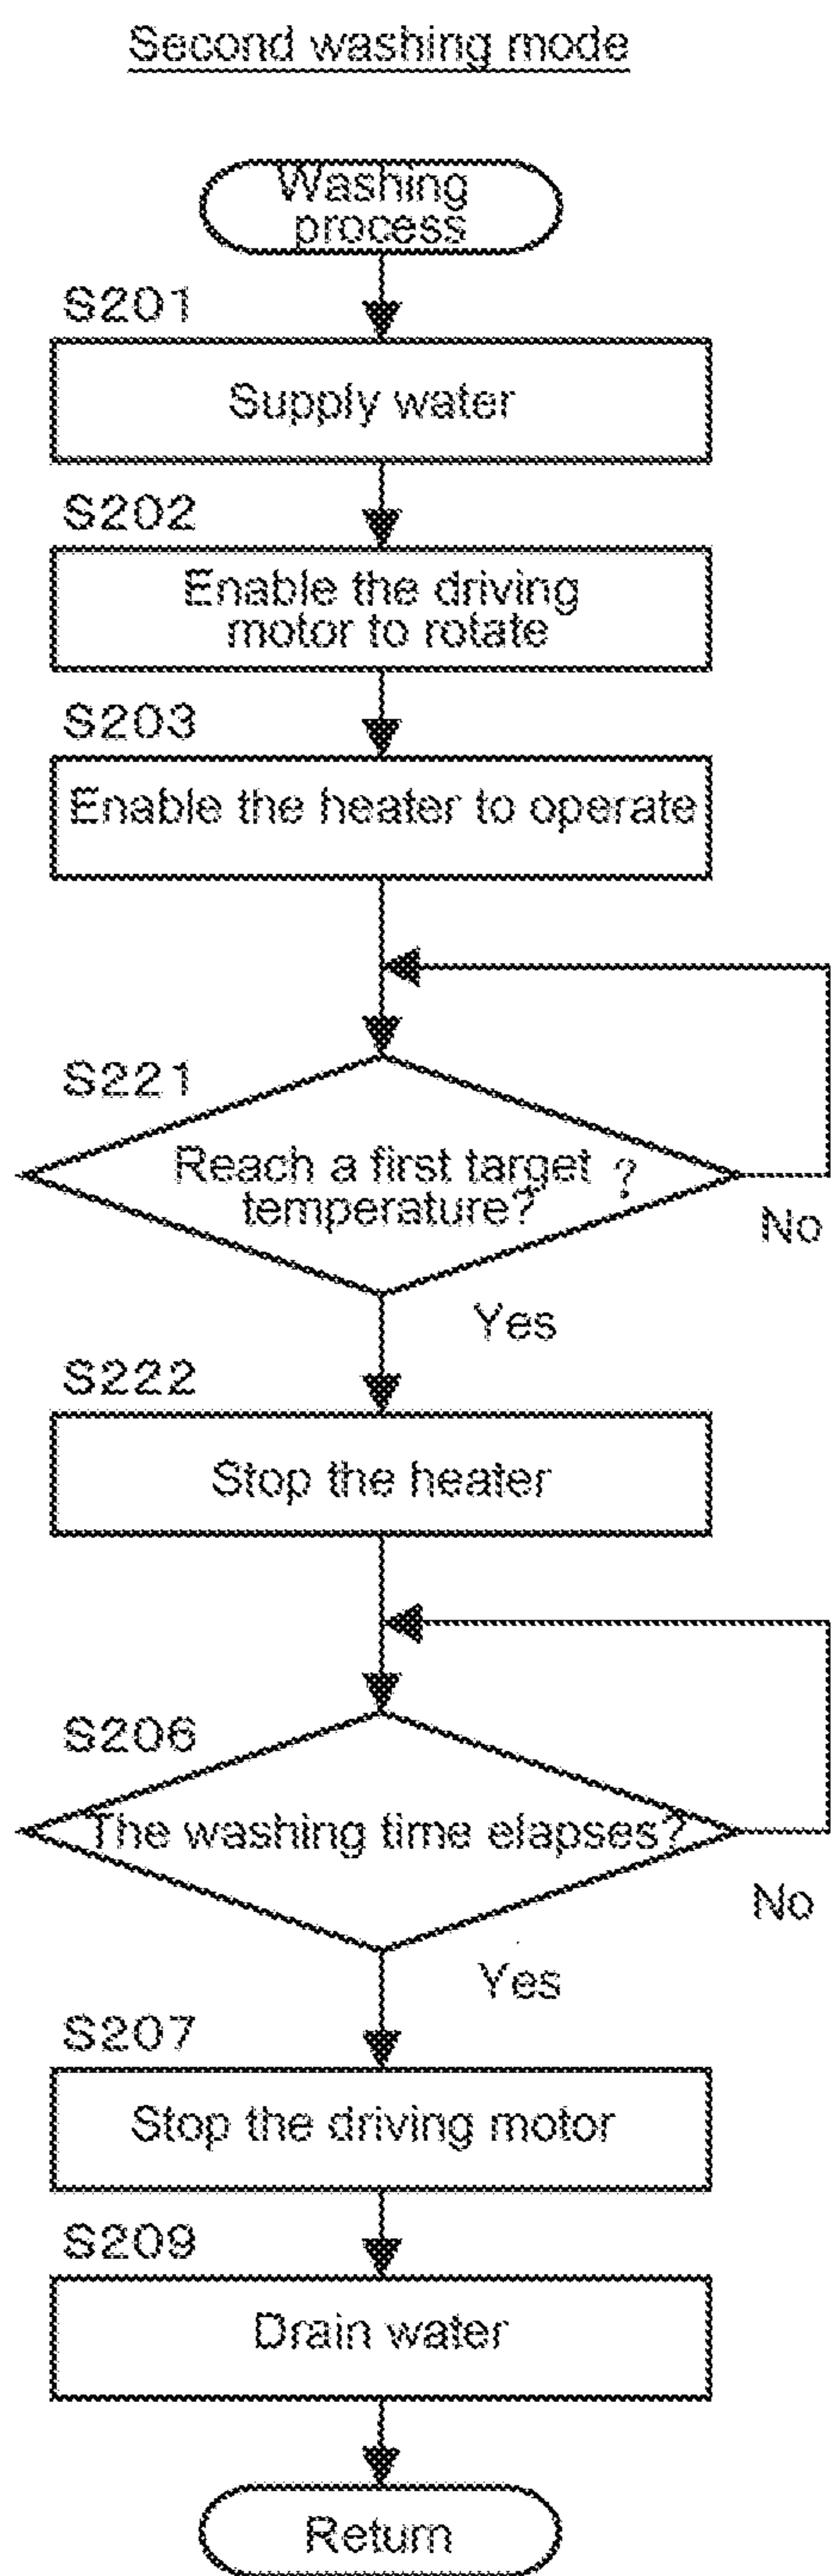 Second washing mode
Washing
process
S201
Supply water
S202
Enable the driving
motor to rotate
S203
Enable the heater to operate
S221
Reach a first target ?
temperature?
No
Yes
S222
Stop the heater
S206
The washing time elapses?
No
Yes
S207
Stop the driving motor
S209
Drain water
Return